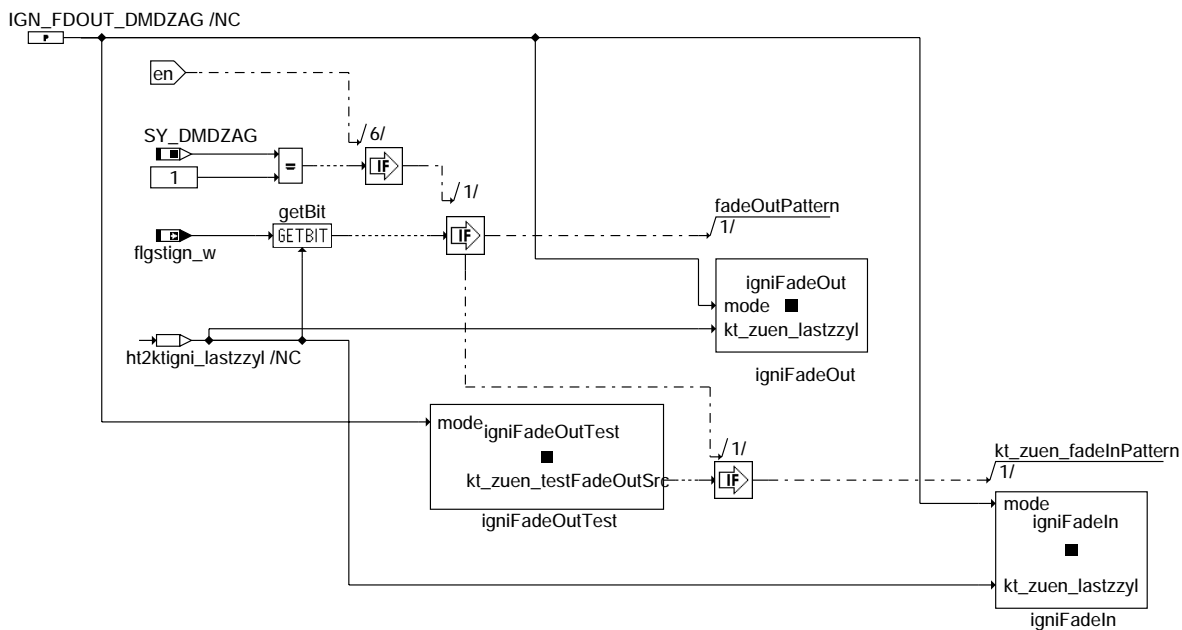 IGN_FDOUT_DMDZAG /NC
P
en
/6/
SY_DMDZAG
=
IF
1
/1/
getBit
GETBIT
IF
fadeOutPattern
/1/
flgstign_w
igniFadeOut
mode
kt_zuen_lastzzyl
ht2ktigni_lastzzyl /NC
igniFadeOut
mode
igniFadeOutTest
/1/
kt_zuen_fadeInPattern
/1/
kt_zuen_testFadeOutSrc
IF
igniFadeOutTest
mode
igniFadeIn
kt_zuen_lastzzyl
igniFadeIn